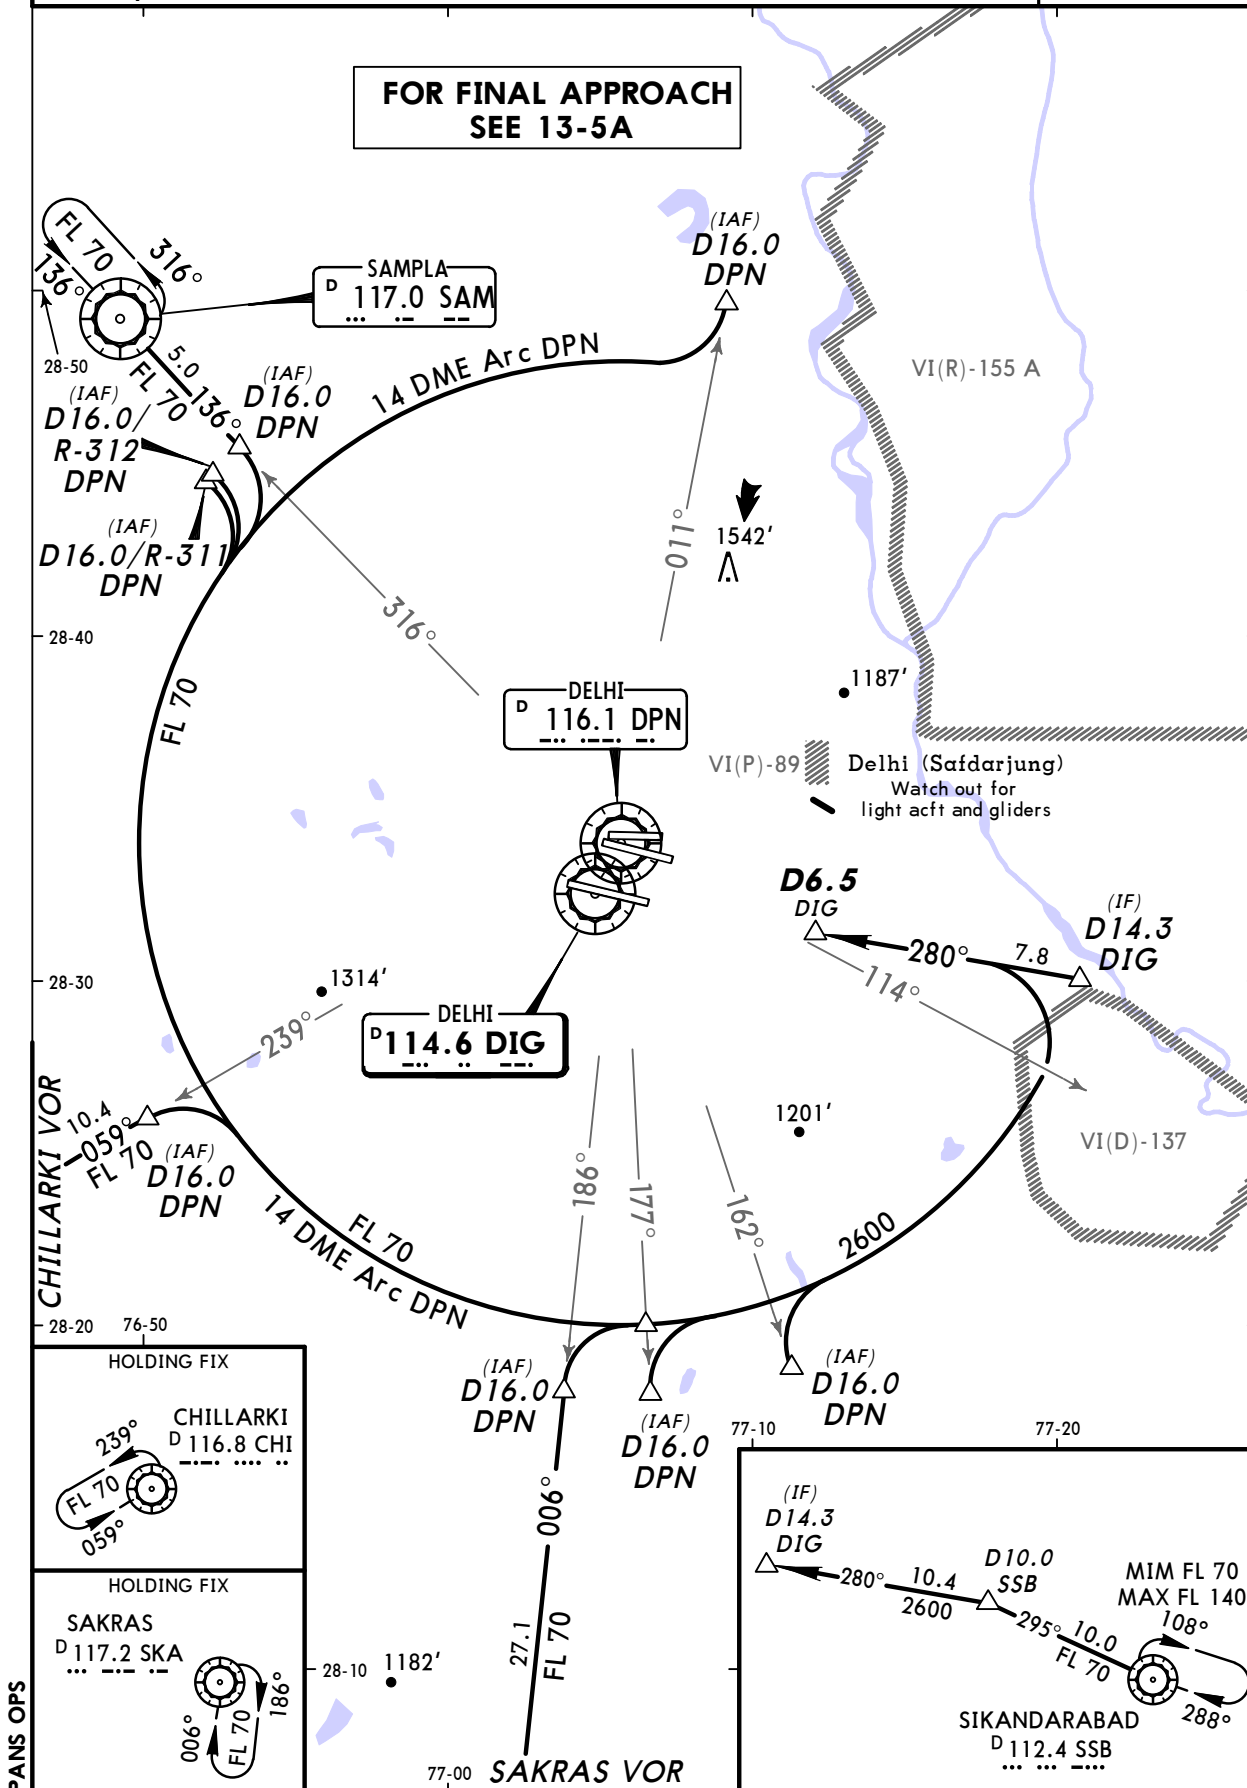 FOR FINAL APPROACH
SEE 13-5A
(IAF)
D16.0
DPN
FL 70
316°
136°
SAMPLA
D 117.0 SAM
28-50
5.0
FL 70
136°
(IAF)
D16.0
DPN
14 DME Arc DPN
VI(R)-155 A
(IAF)
D16.0/
R-312
DPN
(IAF)
D16.0/R-311
DPN
011°
1542'
316°
28-40
FL 70
1187'
DELHI
D 116.1 DPN
VI(P)-89
Delhi (Safdarjung)
Watch out for
light acft and gliders
D6.5
DIG
(IF)
D14.3
DIG
280°
7.8
114°
28-30
1314'
239°
DELHI
D 114.6 DIG
CHILLARKI VOR
10.4
059°
FL 70
(IAF)
D16.0
DPN
1201'
VI(D)-137
186°
177°
162°
FL 70
14 DME Arc DPN
2600
28-20
76-50
(IAF)
D16.0
DPN
(IAF)
D16.0
DPN
(IAF)
D16.0
DPN
77-10
77-20
HOLDING FIX
CHILLARKI
D 116.8 CHI
239°
FL 70
059°
HOLDING FIX
SAKRAS
D 117.2 SKA
006°
FL 70
186°
28-10
1182'
006°
27.1
FL 70
77-00
SAKRAS VOR
(IF)
D14.3
DIG
280°
10.4
2600
D10.0
SSB
295°
10.0
FL 70
MIM FL 70
MAX FL 140
108°
288°
SIKANDARABAD
D 112.4 SSB
PANS OPS